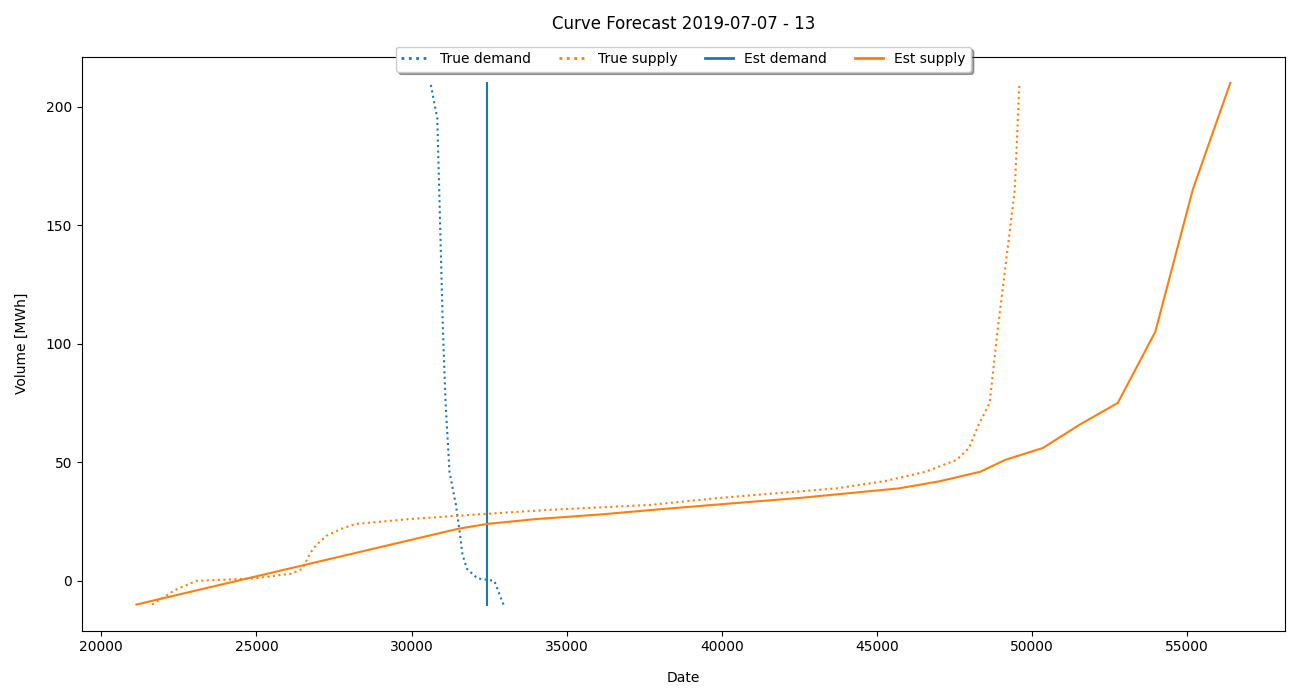 Curve Forecast 2019-07-07 - 13
True demand True supply Est demand Est supply
200
150
100
50
0
Volume [MWh]
20000 25000 30000 35000 40000 45000 50000 55000
Date